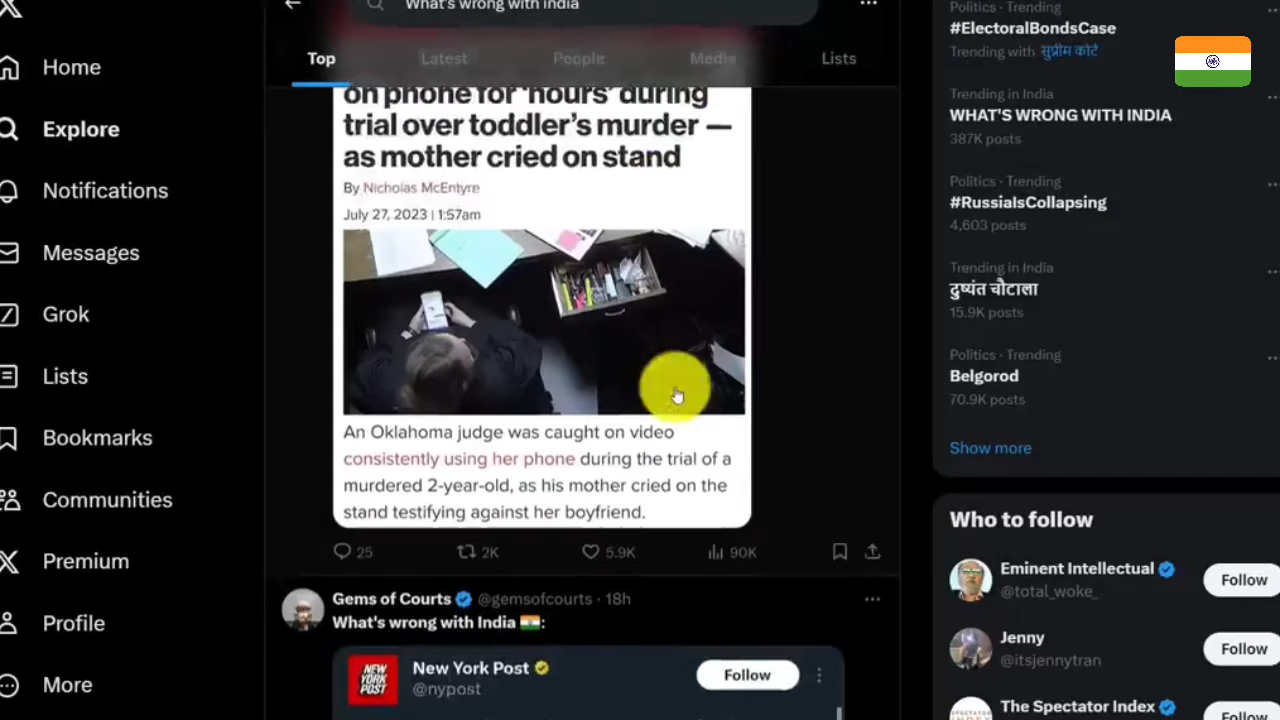 What's wrong with India
Top
Latest
People
Media
Lists
Home
Explore
Notifications
Messages
Grok
Lists
Bookmarks
Communities
Premium
Profile
More
on phone for 'hours' during
trial over toddler's murder —
as mother cried on stand
By Nicholas McEntyre
July 27, 2023 | 1:57am
An Oklahoma judge was caught on video
consistently using her phone during the trial of a
murdered 2-year-old, as his mother cried on the
stand testifying against her boyfriend.
25
2K
5.9K
90K
Gems of Courts @gemsofcourts · 18h
What's wrong with India 🇮🇳:
NEW
YORK
POST
New York Post
@nypost
Follow
Politics · Trending
#ElectoralBondsCase
Trending with सुप्रीम कोर्ट
Trending in India
WHAT'S WRONG WITH INDIA
387K posts
Politics · Trending
#RussiaIsCollapsing
4,603 posts
Trending in India
दुष्यंत चौटाला
15.9K posts
Politics · Trending
Belgorod
70.9K posts
Show more
Who to follow
Eminent Intellectual
@total_woke_
Follow
Jenny
@itsjennytran
Follow
The Spectator Index
Follow